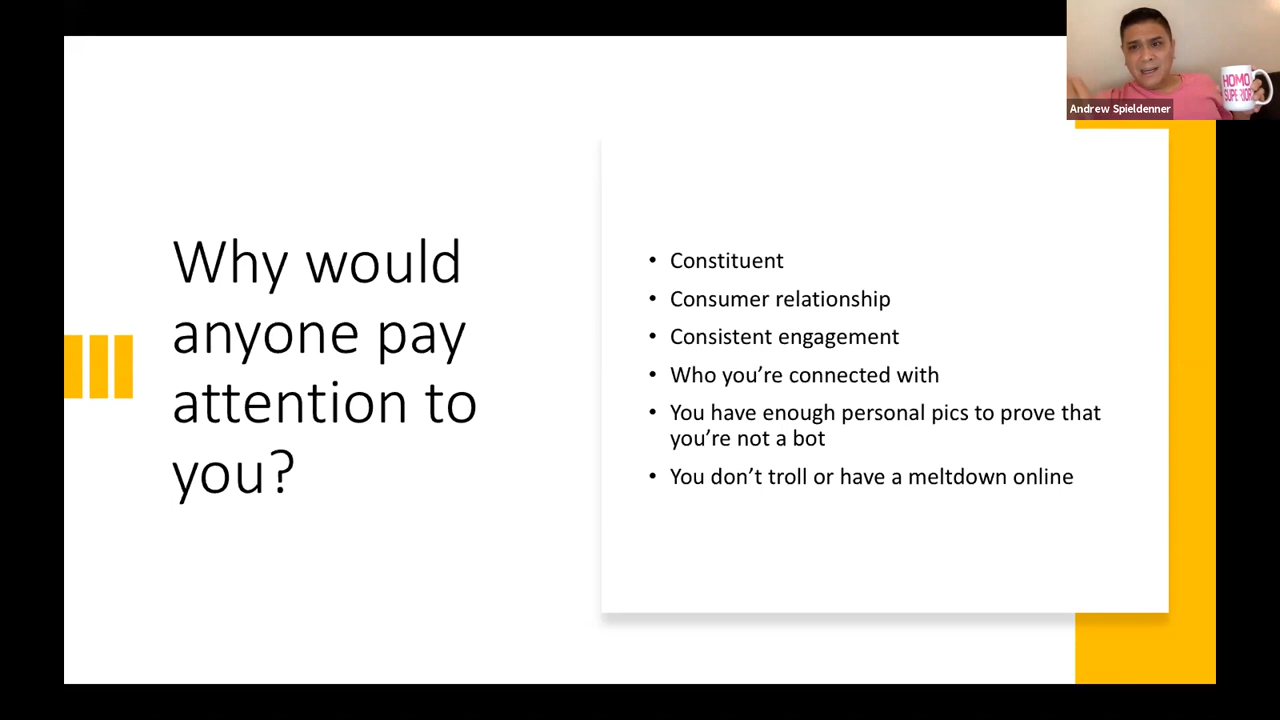 Why would
anyone pay
attention to
you?
• Constituent
• Consumer relationship
• Consistent engagement
• Who you’re connected with
• You have enough personal pics to prove that
you’re not a bot
• You don’t troll or have a meltdown online
HOMO
SUPERIOR
Andrew Spieldenner